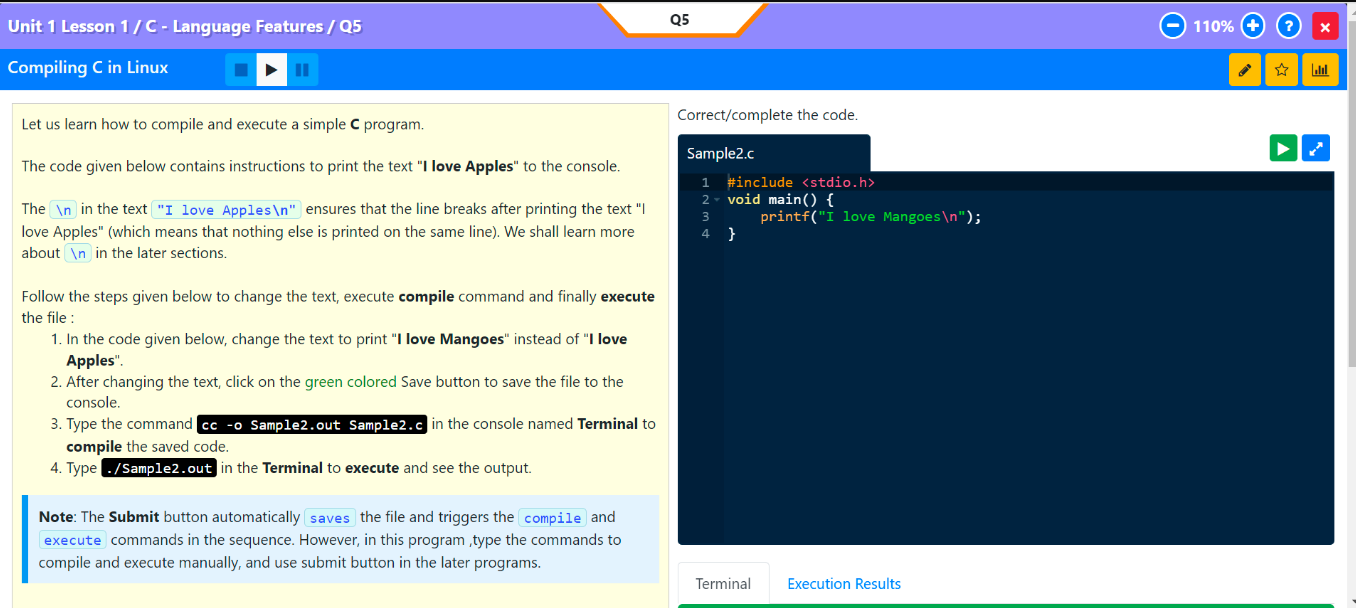 Unit 1 Lesson 1 / C - Language Features / Q5
Q5
110%
?
Compiling C in Linux
Let us learn how to compile and execute a simple C program.
The code given below contains instructions to print the text "I love Apples" to the console.
The \n in the text "I love Apples\n" ensures that the line breaks after printing the text "I
love Apples" (which means that nothing else is printed on the same line). We shall learn more
about \n in the later sections.
Follow the steps given below to change the text, execute compile command and finally execute
the file :
1. In the code given below, change the text to print "I love Mangoes" instead of "I love
Apples".
2. After changing the text, click on the green colored Save button to save the file to the
console.
3. Type the command cc -o Sample2.out Sample2.c in the console named Terminal to
compile the saved code.
4. Type ./Sample2.out in the Terminal to execute and see the output.
Note: The Submit button automatically saves the file and triggers the compile and
execute commands in the sequence. However, in this program ,type the commands to
compile and execute manually, and use submit button in the later programs.
Correct/complete the code.
Sample2.c
1 #include <stdio.h>
2 void main() {
3 printf("I love Mangoes\n");
4 }
Terminal
Execution Results